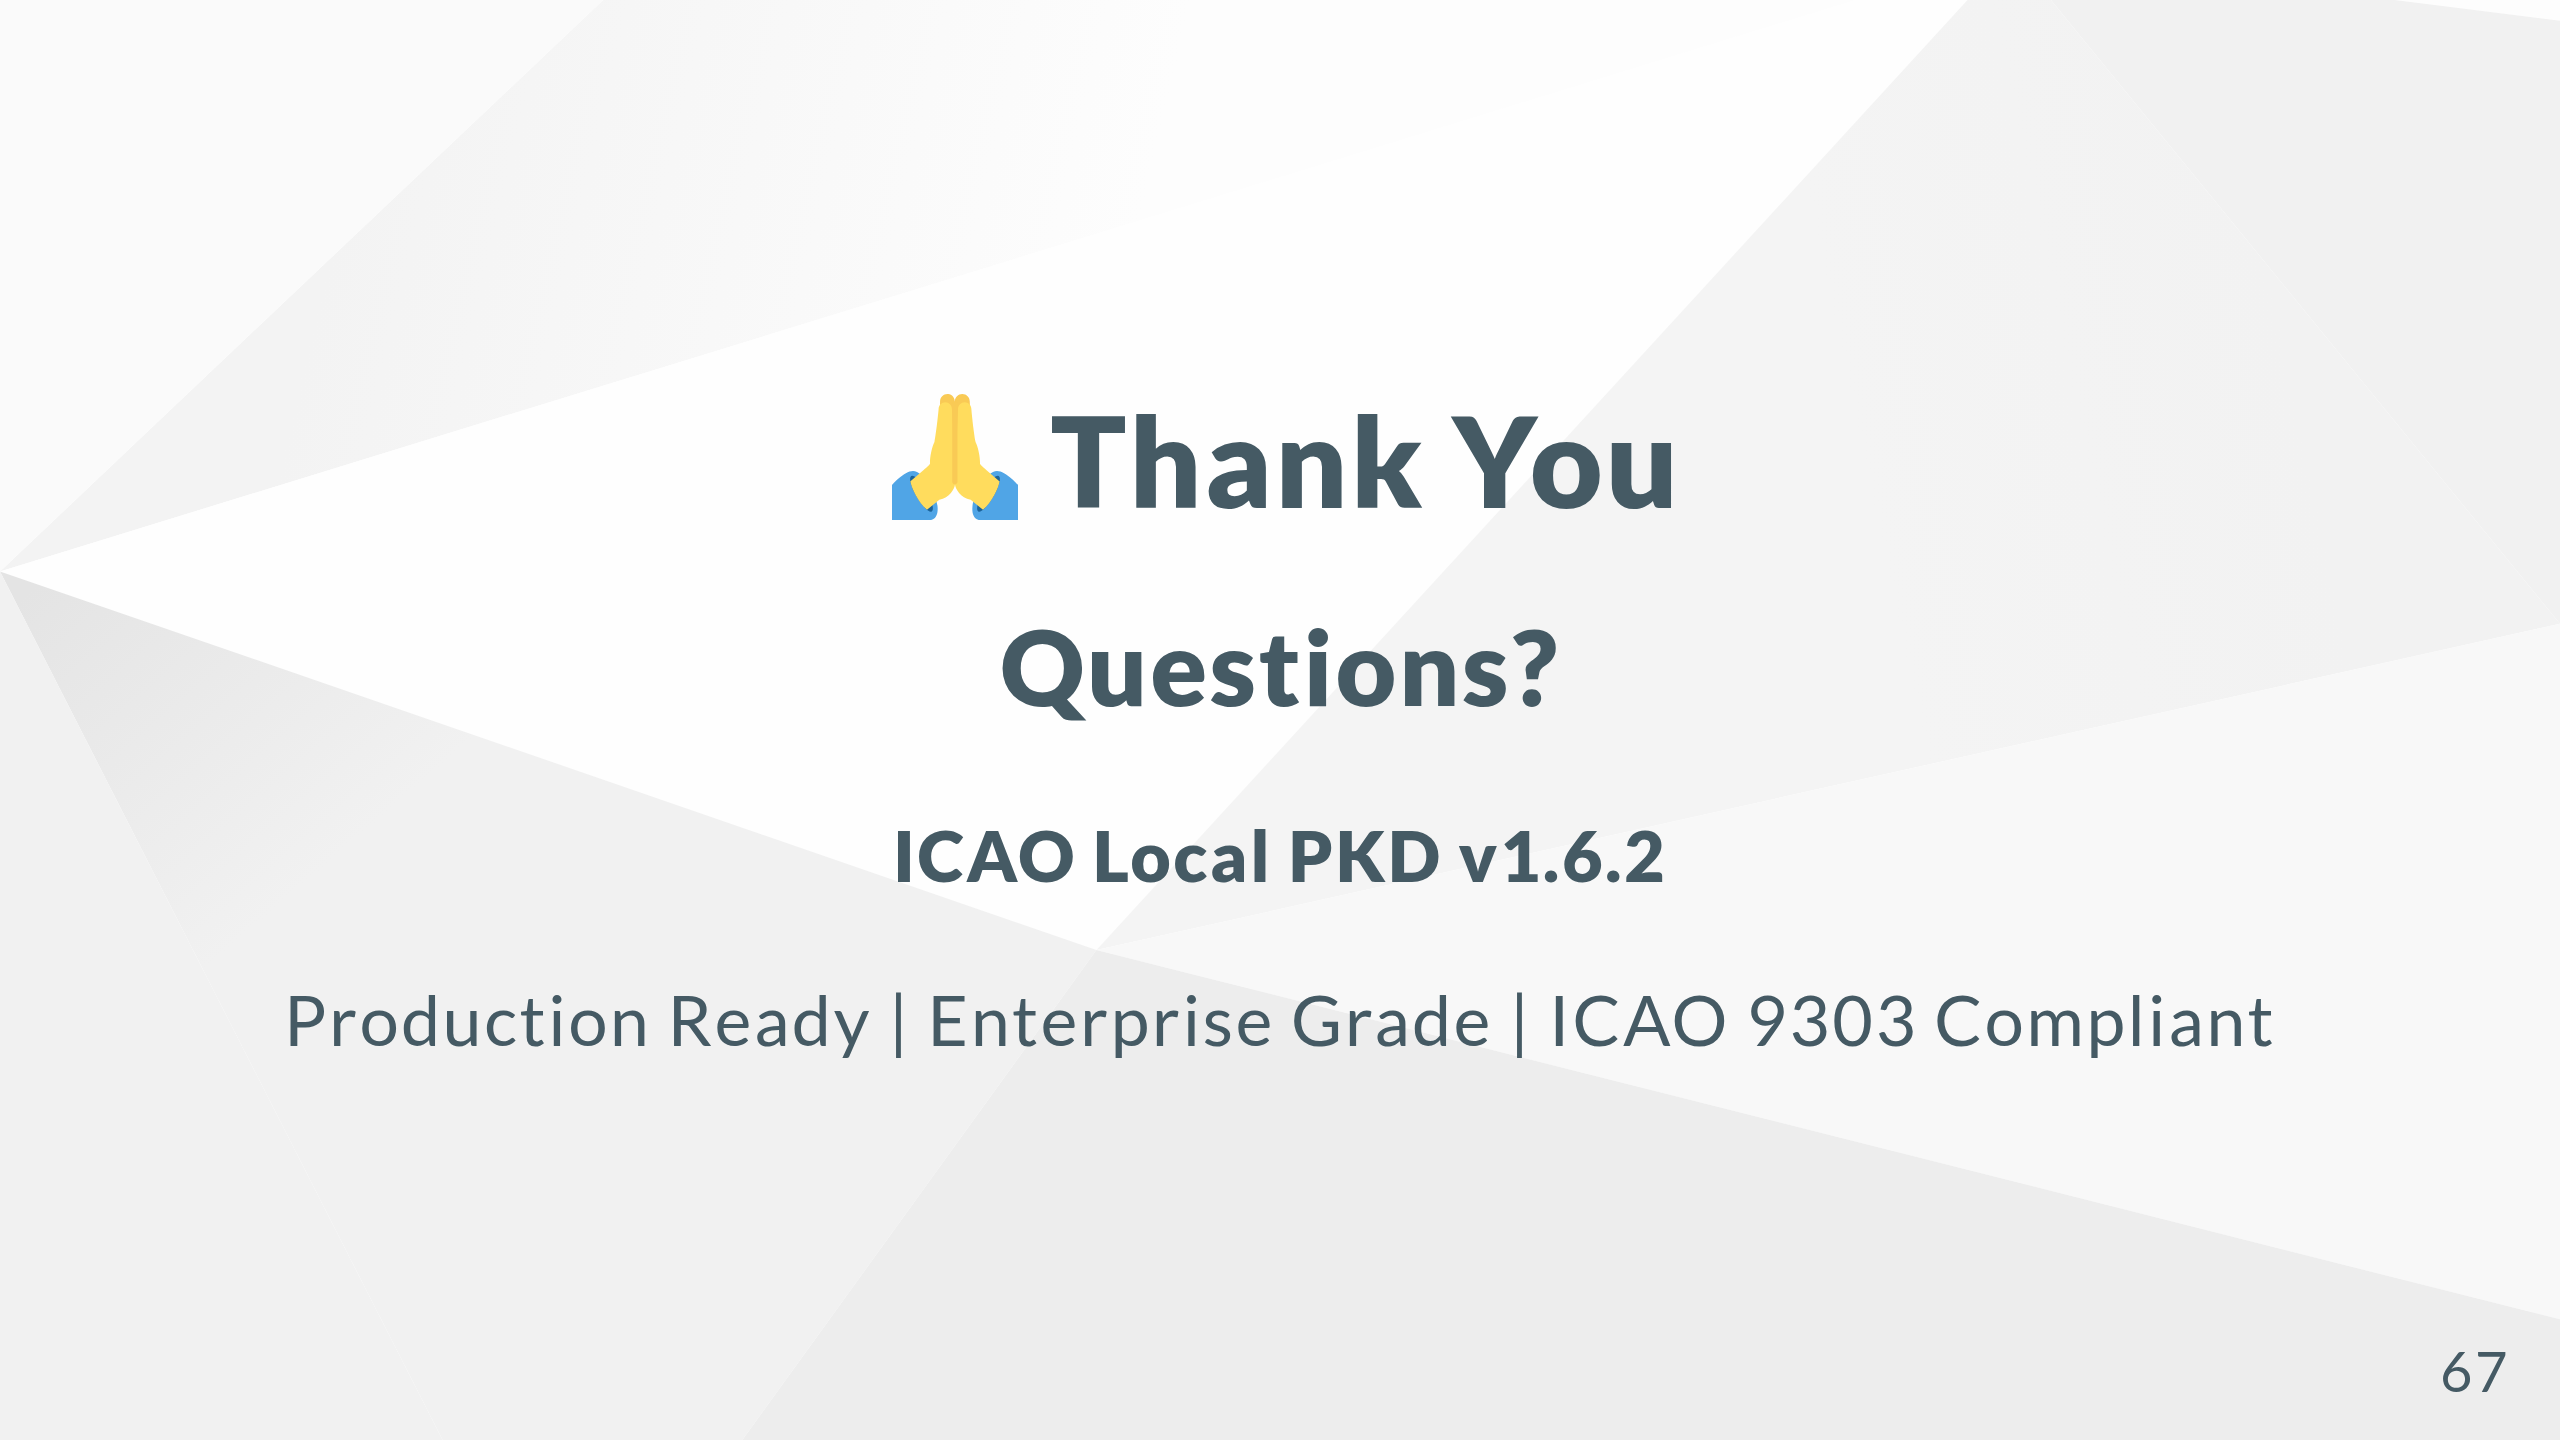 🙏 Thank You
Questions?
ICAO Local PKD v1.6.2
Production Ready | Enterprise Grade | ICAO 9303 Compliant
67